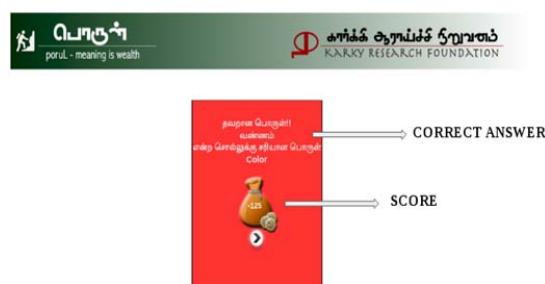 பொருள்
poruL - meaning is wealth
கார்க்கி ஆராய்ச்சி நிறுவனம்
KARKY RESEARCH FOUNDATION
தவறான பொருள்!!
வண்ணம்
என்ற சொல்லுக்கு சரியான பொருள்
Color
CORRECT ANSWER
-125
SCORE